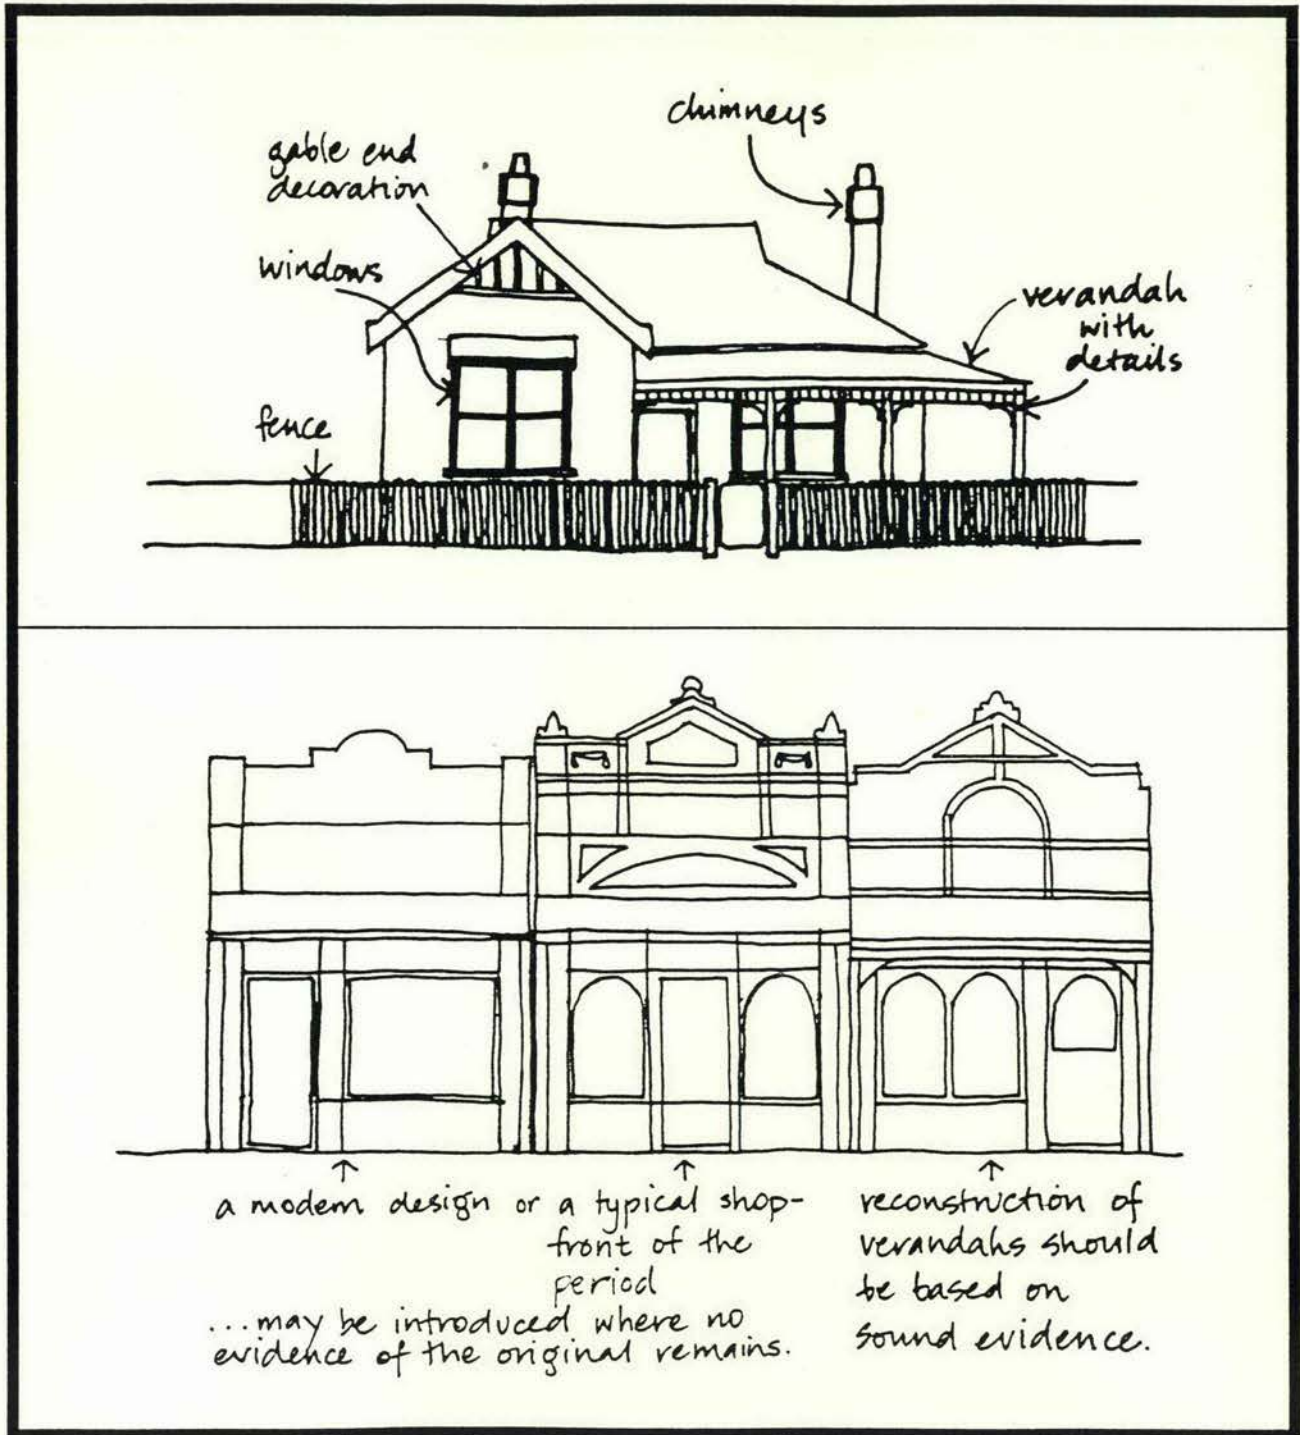 chimneys
gable end
decoration
windows
verandah
with
details
fence
a modern design or a typical shop-
front of the
period
...may be introduced where no
evidence of the original remains.
reconstruction of
verandahs should
be based on
sound evidence.